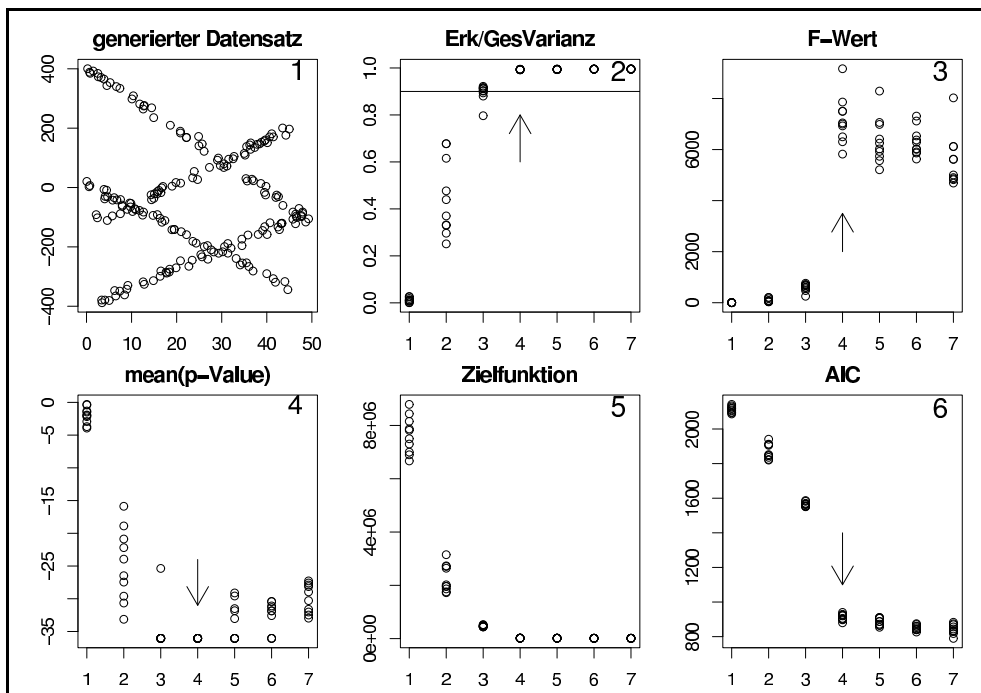 generierter Datensatz
1
400
200
0
−200
−400
0 10 20 30 40 50
Erk/GesVarianz
2
1.0
0.8
0.6
0.4
0.2
0.0
1 2 3 4 5 6 7
F−Wert
3
6000
2000
0
1 2 3 4 5 6 7
mean(p−Value)
4
0
−5
−15
−25
−35
1 2 3 4 5 6 7
Zielfunktion
5
8e+06
4e+06
0e+00
1 2 3 4 5 6 7
AIC
6
2000
1600
1200
800
1 2 3 4 5 6 7